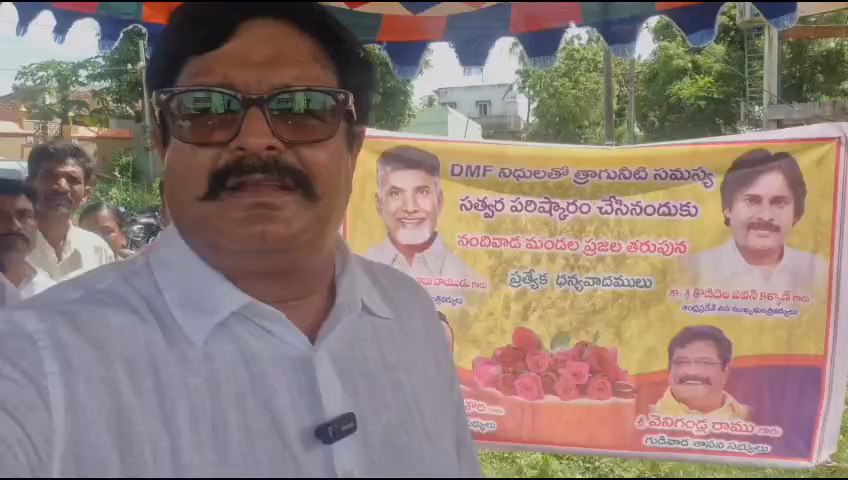 DMF నిధులతో త్రాగునిటి సమస్య
సత్వర పరిష్కారం చేసినందుకు
నందివాడ మండల ప్రజల తరుపున
ప్రత్యేక ధన్యవాదములు
నాయుడు గారు
శ్రీ కొణిదెల పవన్ కళ్యాణ్ గారు
ఆంధ్రప్రదేశ్ ఉప ముఖ్యమంత్రివర్యులు
గారు
శ్రీ వెనిగండ్ల రాము గారు
గుడివాడ శాసన సభ్యులు